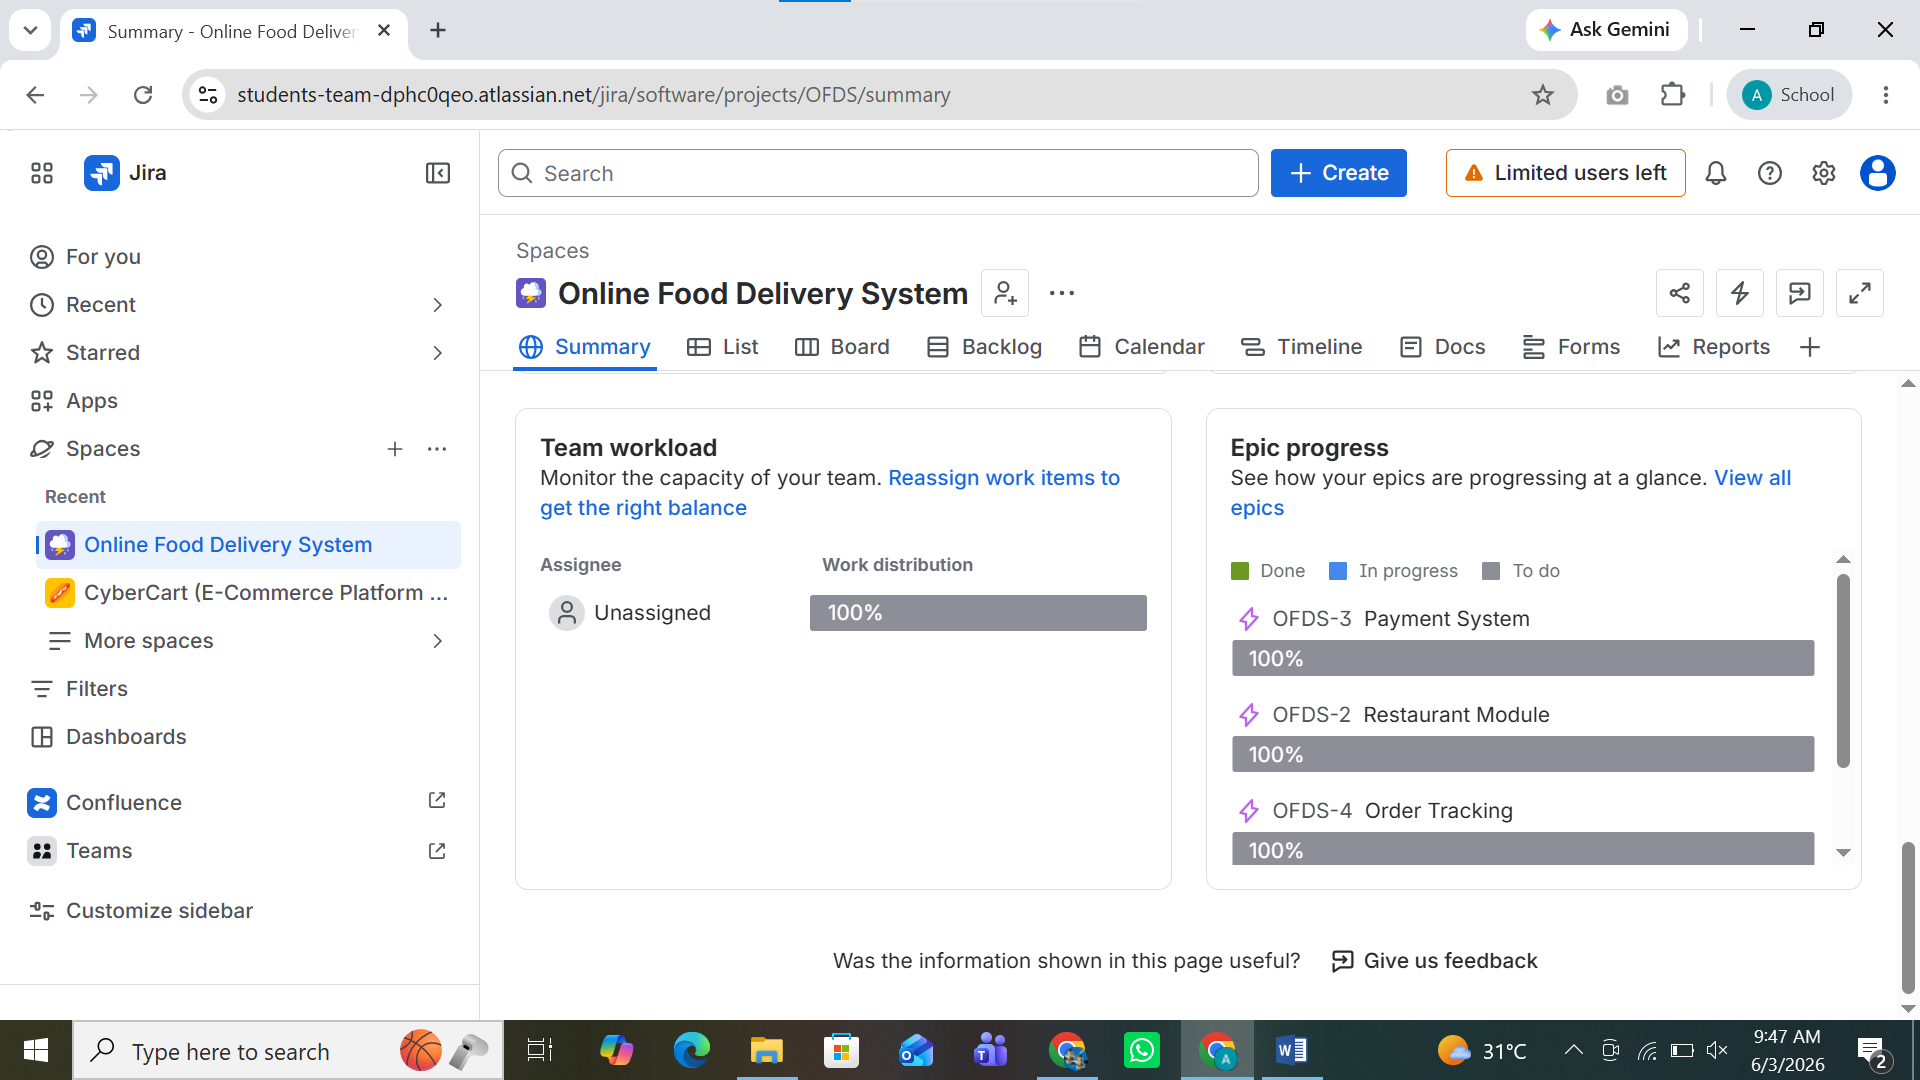 Summary - Online Food Deliver
Ask Gemini
students-team-dphc0qeo.atlassian.net/jira/software/projects/OFDS/summary
A School
Jira
Search
Create
Limited users left
For you
Recent
Starred
Apps
Spaces
Recent
Online Food Delivery System
CyberCart (E-Commerce Platform ...
More spaces
Filters
Dashboards
Confluence
Teams
Customize sidebar
Spaces
Online Food Delivery System
Summary
List
Board
Backlog
Calendar
Timeline
Docs
Forms
Reports
Team workload
Monitor the capacity of your team. Reassign work items to
get the right balance
Assignee
Work distribution
Unassigned
100%
Epic progress
See how your epics are progressing at a glance. View all
epics
Done
In progress
To do
OFDS-3 Payment System
100%
OFDS-2 Restaurant Module
100%
OFDS-4 Order Tracking
100%
Was the information shown in this page useful?
Give us feedback
Type here to search
31°C
9:47 AM
6/3/2026
2